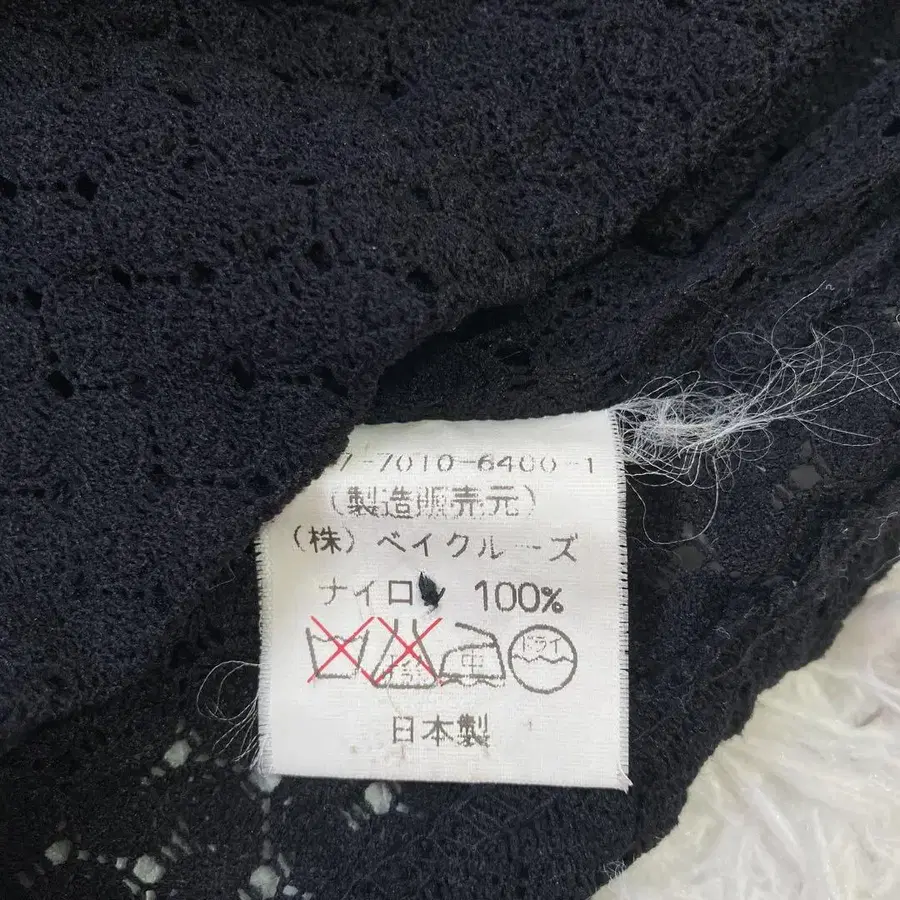 7-7010-6400-1
(製造販売元)
(株)ベイクルーズ
ナイロ 100%
中
ドライ
日本製